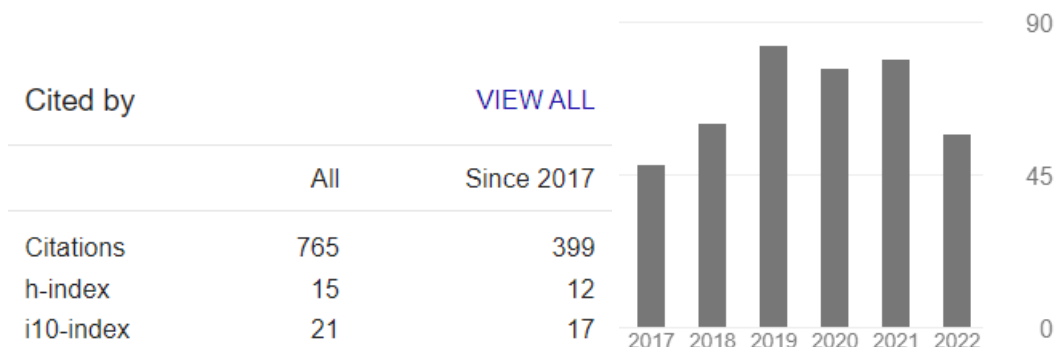 Cited by VIEW ALL
All Since 2017
Citations 765 399
h-index 15 12
i10-index 21 17
90
45
0
2017 2018 2019 2020 2021 2022